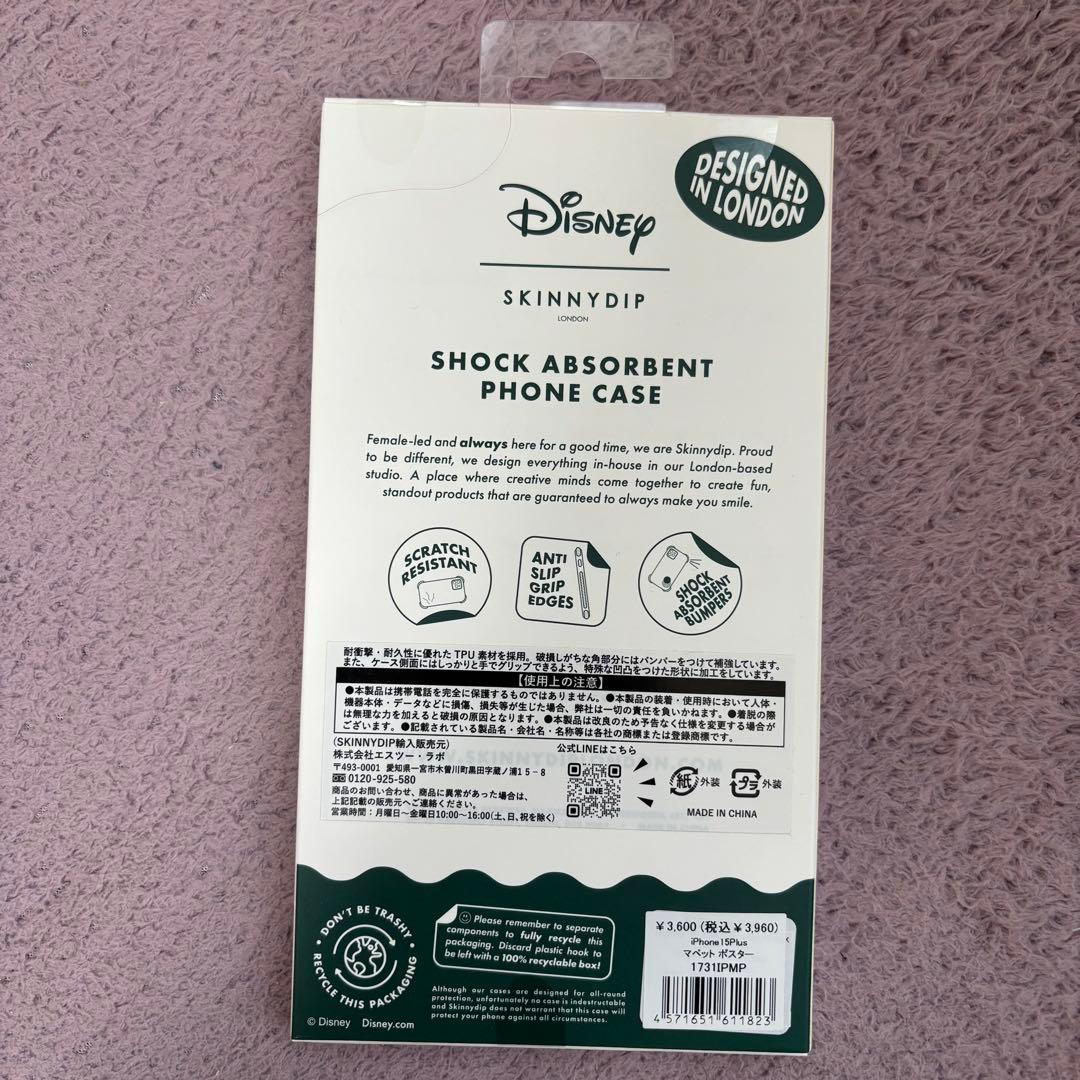 DESIGNED
IN LONDON
Disney
SKINNYDIP
LONDON
SHOCK ABSORBENT
PHONE CASE
Female-led and always here for a good time, we are Skinnydip. Proud
to be different, we design everything in-house in our London-based
studio. A place where creative minds come together to create fun,
standout products that are guaranteed to always make you smile.
SCRATCH
RESISTANT
ANTI
SLIP
GRIP
EDGES
SHOCK
ABSORBENT
BUMPERS
耐衝撃・耐久性に優れた TPU 素材を採用。破損しがちな角部分にはバンパーをつけて補強しています。
また、ケース側面にはしっかりと手でグリップできるよう、特殊な凹凸をつけた形状に加工をしています。
【使用上の注意】
●本製品は携帯電話を完全に保護するものではありません。●本製品の装着・使用時において人体・
機器本体・データなどに損傷、損失等が生じた場合、弊社は一切の責任を負いかねます。●着脱の際
は無理な力を加えると破損の原因となります。●本製品は改良のため予告なく仕様を変更する場合が
ございます。●記載されている製品名・会社名・名称等は各社の商標または登録商標です。
(SKINNYDIP輸入販売元)
株式会社エスツー・ラボ
〒493-0001 愛知県一宮市木曽川町黒田字蔵ノ浦15-8
0120-925-580
商品のお問い合わせ、商品に異常があった場合は、
上記記載の販売元へご連絡ください。
営業時間：月曜日～金曜日10:00～16:00(土、日、祝を除く)
公式LINEはこちら
LINE
紙 外装
プラ 外装
MADE IN CHINA
DON'T BE TRASHY
RECYCLE THIS PACKAGING
Please remember to separate
components to fully recycle this
packaging. Discard plastic hook to
be left with a 100% recyclable box!
Although our cases are designed for all-round
protection, unfortunately no case is indestructable
and Skinnydip does not warrant that this case will
protect your phone against all circumstances.
© Disney Disney.com
￥3,600 (税込￥3,960)
iPhone15Plus
マペット ポスター
1731IPMP
4 571651 611823